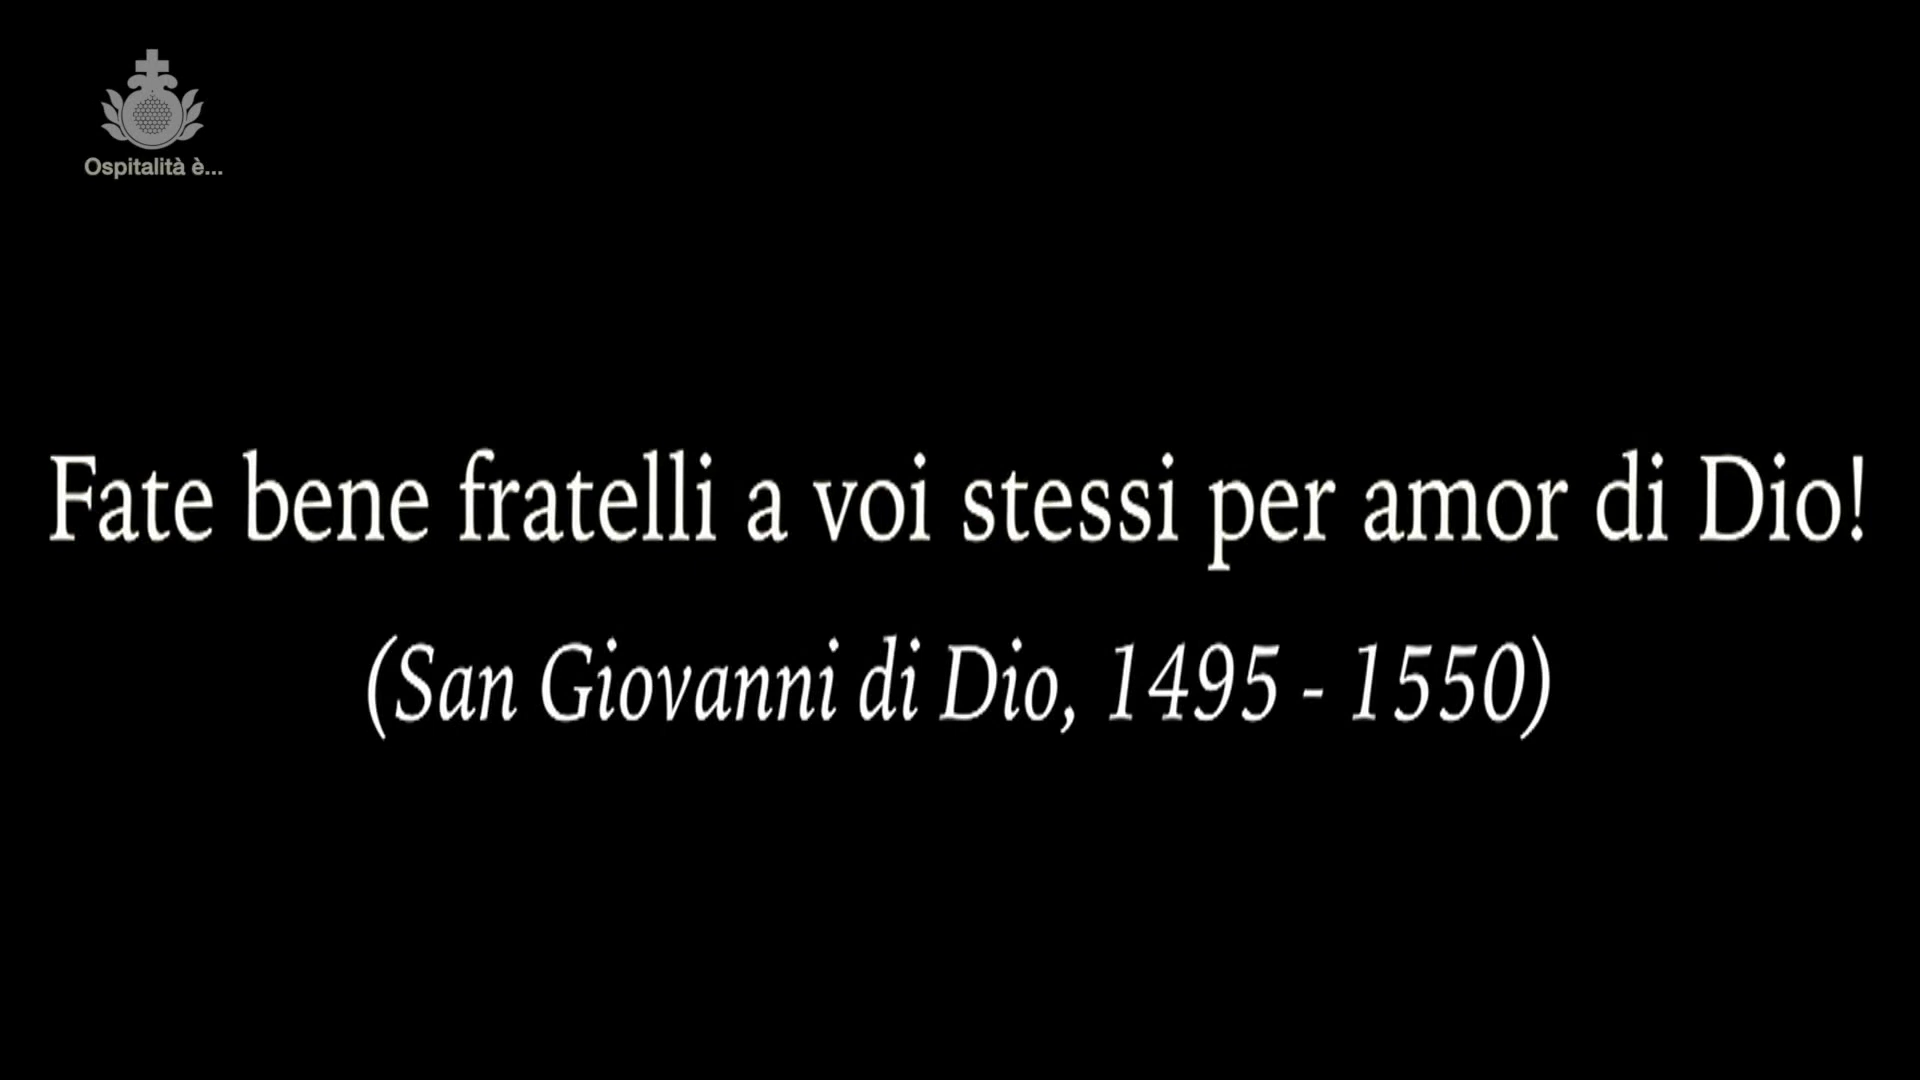 Ospitalità è...
Fate bene fratelli a voi stessi per amor di Dio!
(San Giovanni di Dio, 1495 - 1550)